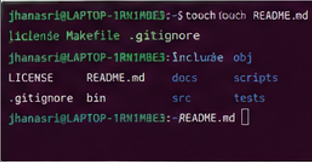 jhanasri@LAPTOP-1RN1MBE3:~$ touch touch README.md
liclense Makefile .gitignore
jhanasri@LAPTOP-1RN1MBE3:include obj
LICENSE README.md docs scripts
.gitignore bin src tests
jhanasri@LAPTOP-1RN1MBE3:~README.md